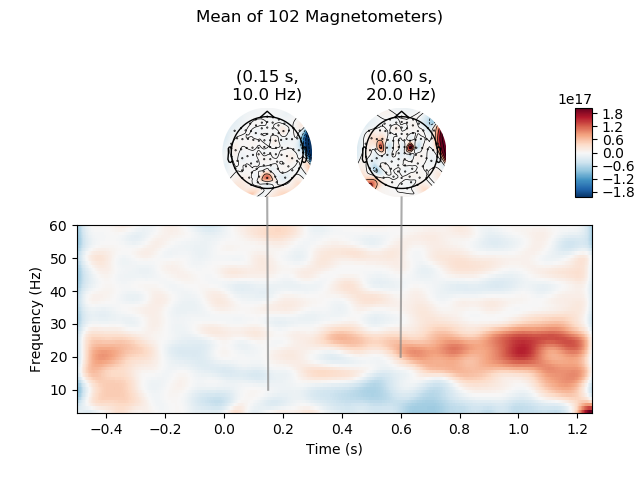 Mean of 102 Magnetometers)
(0.15 s,
10.0 Hz)
(0.60 s,
20.0 Hz)
1e17
1.8
1.2
0.6
−0.6
−1.2
−1.8
60
50
40
30
20
10
Frequency (Hz)
−0.4
−0.2
0.0
0.2
0.4
0.6
0.8
1.0
1.2
Time (s)